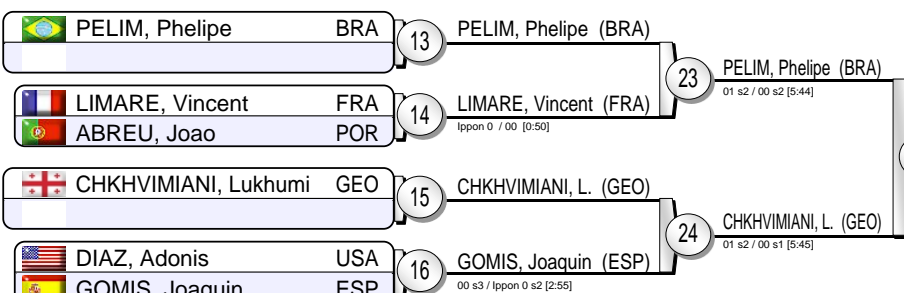 PELIM, Phelipe BRA
LIMARE, Vincent FRA
ABREU, Joao POR
CHKHVIMIANI, Lukhumi GEO
DIAZ, Adonis USA
GOMIS, Joaquin ESP
13
14
15
16
PELIM, Phelipe (BRA)
LIMARE, Vincent (FRA)
Ippon 0 / 00 [0:50]
CHKHVIMIANI, L. (GEO)
GOMIS, Joaquin (ESP)
00 s3 / Ippon 0 s2 [2:55]
23
24
PELIM, Phelipe (BRA)
01 s2 / 00 s2 [5:44]
CHKHVIMIANI, L. (GEO)
01 s2 / 00 s1 [5:45]